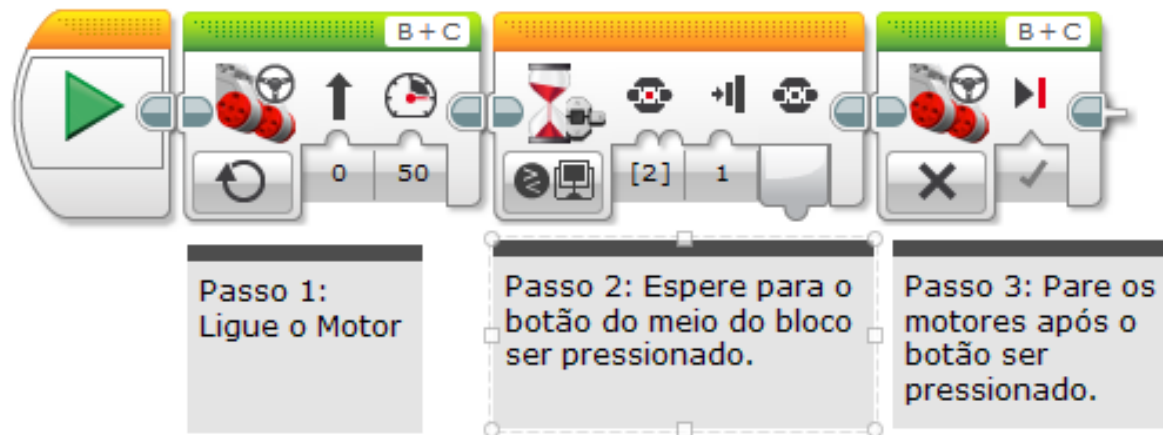 B+C
B+C
0 50
[2] 1
Passo 1:
Ligue o Motor
Passo 2: Espere para o
botão do meio do bloco
ser pressionado.
Passo 3: Pare os
motores após o
botão ser
pressionado.